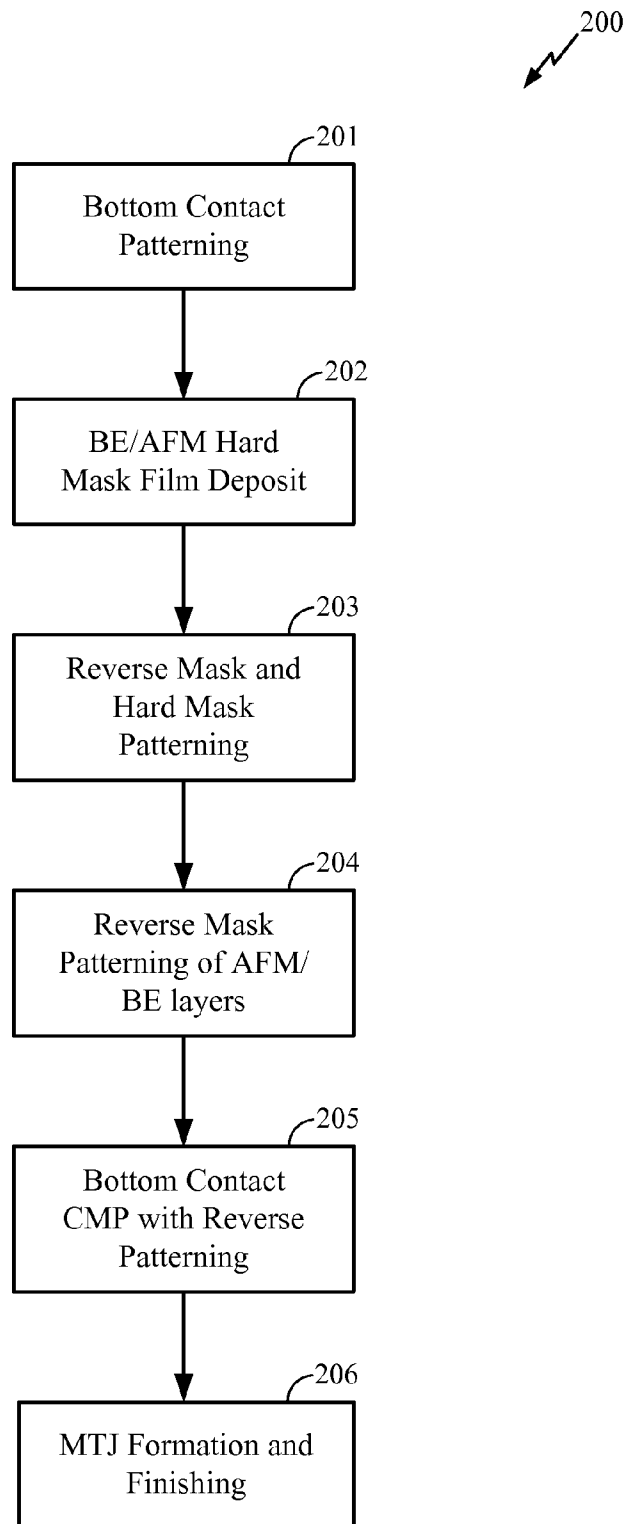 200
201
Bottom Contact
Patterning
202
BE/AFM Hard
Mask Film Deposit
203
Reverse Mask and
Hard Mask
Patterning
204
Reverse Mask
Patterning of AFM/
BE layers
205
Bottom Contact
CMP with Reverse
Patterning
206
MTJ Formation and
Finishing